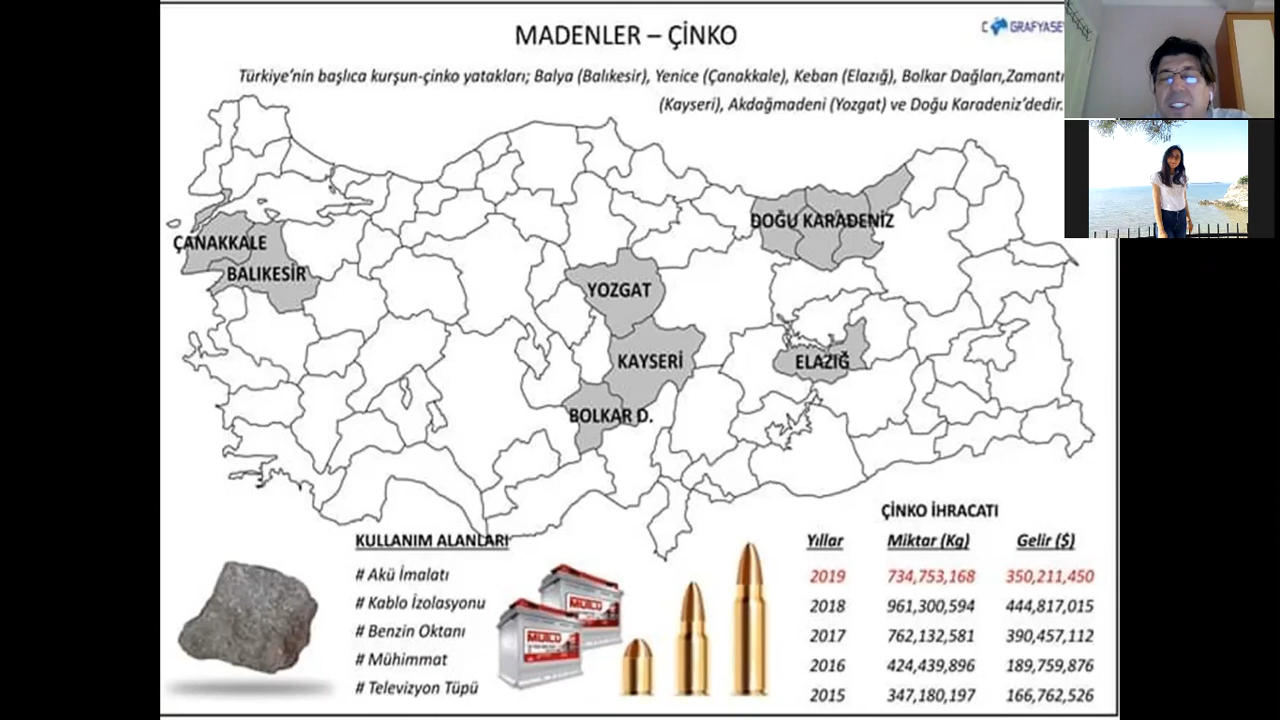 MADENLER – ÇİNKO
Türkiye'nin başlıca kurşun-çinko yatakları; Balya (Balıkesir), Yenice (Çanakkale), Keban (Elazığ), Bolkar Dağları,Zamantı
(Kayseri), Akdağmadeni (Yozgat) ve Doğu Karadeniz'dedir.
DOĞU KARADENİZ
ÇANAKKALE
BALIKESİR
YOZGAT
KAYSERİ
ELAZIĞ
BOLKAR D.
ÇİNKO İHRACATI
KULLANIM ALANLARI
Yıllar Miktar (Kg) Gelir ($)
# Akü İmalatı
2019 734,753,168 350,211,450
# Kablo İzolasyonu
2018 961,300,594 444,817,015
# Benzin Oktanı
2017 762,132,581 390,457,112
# Mühimmat
2016 424,439,896 189,759,876
# Televizyon Tüpü
2015 347,180,197 166,762,526